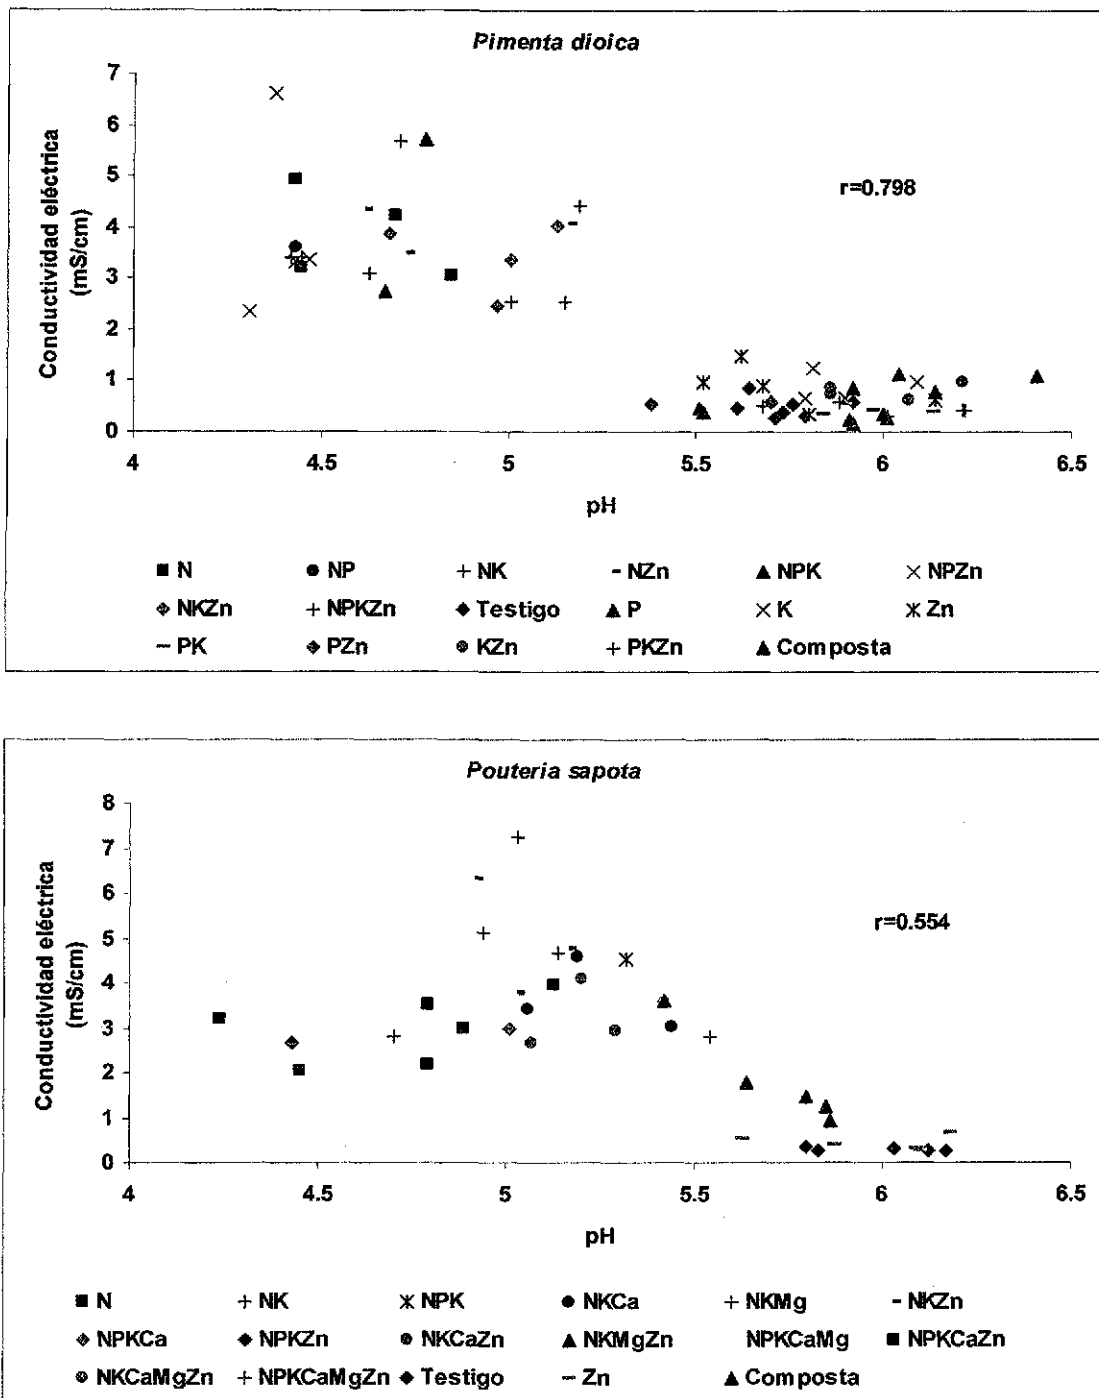 Pimenta dioica
Conductividad eléctrica
(mS/cm)
7
6
5
4
3
2
1
0
r=0.798
4 4.5 5 5.5 6 6.5
pH
N NP NK NZn NPK NPZn
NKZn NPKZn Testigo P K Zn
PK PZn KZn PKZn Composta
Pouteria sapota
Conductividad eléctrica
(mS/cm)
8
7
6
5
4
3
2
1
0
r=0.554
4 4.5 5 5.5 6 6.5
pH
N NK NPK NKCa NKMg NKZn
NPKCa NPKZn NKCaZn NKMgZn NPKCaMg NPKCaZn
NKCaMgZn NPKCaMgZn Testigo Zn Composta